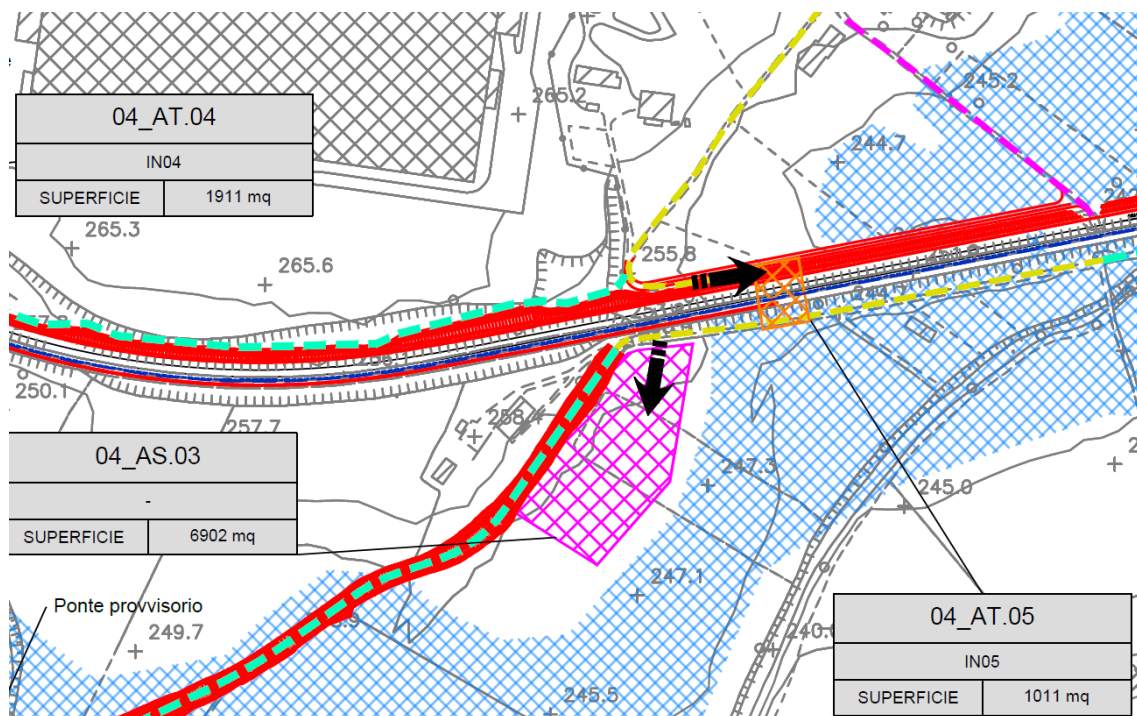 265.2
245.2
04_AT.04
IN04
SUPERFICIE 1911 mq
244.7
265.3
255.8
265.6
250.1
257.7
258.4
04_AS.03
-
SUPERFICIE 6902 mq
247.3
245.0
247.1
Ponte provvisorio
249.7
04_AT.05
IN05
SUPERFICIE 1011 mq
245.5